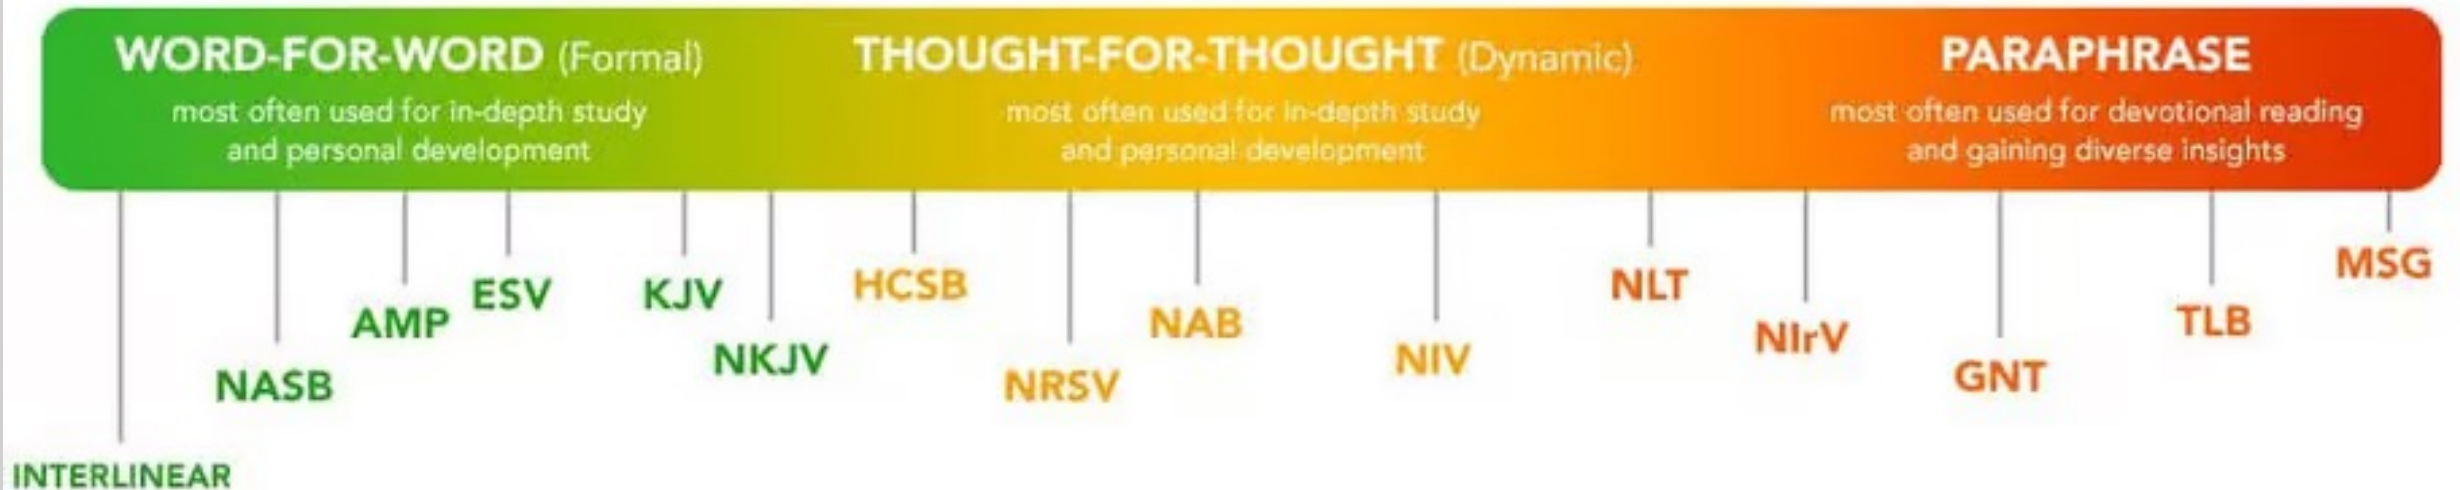 WORD-FOR-WORD (Formal)
most often used for in-depth study
and personal development
THOUGHT-FOR-THOUGHT (Dynamic)
most often used for in-depth study
and personal development
PARAPHRASE
most often used for devotional reading
and gaining diverse insights
INTERLINEAR
NASB
AMP
ESV
KJV
NKJV
HCSB
NRSV
NAB
NIV
NLT
NIrV
GNT
TLB
MSG